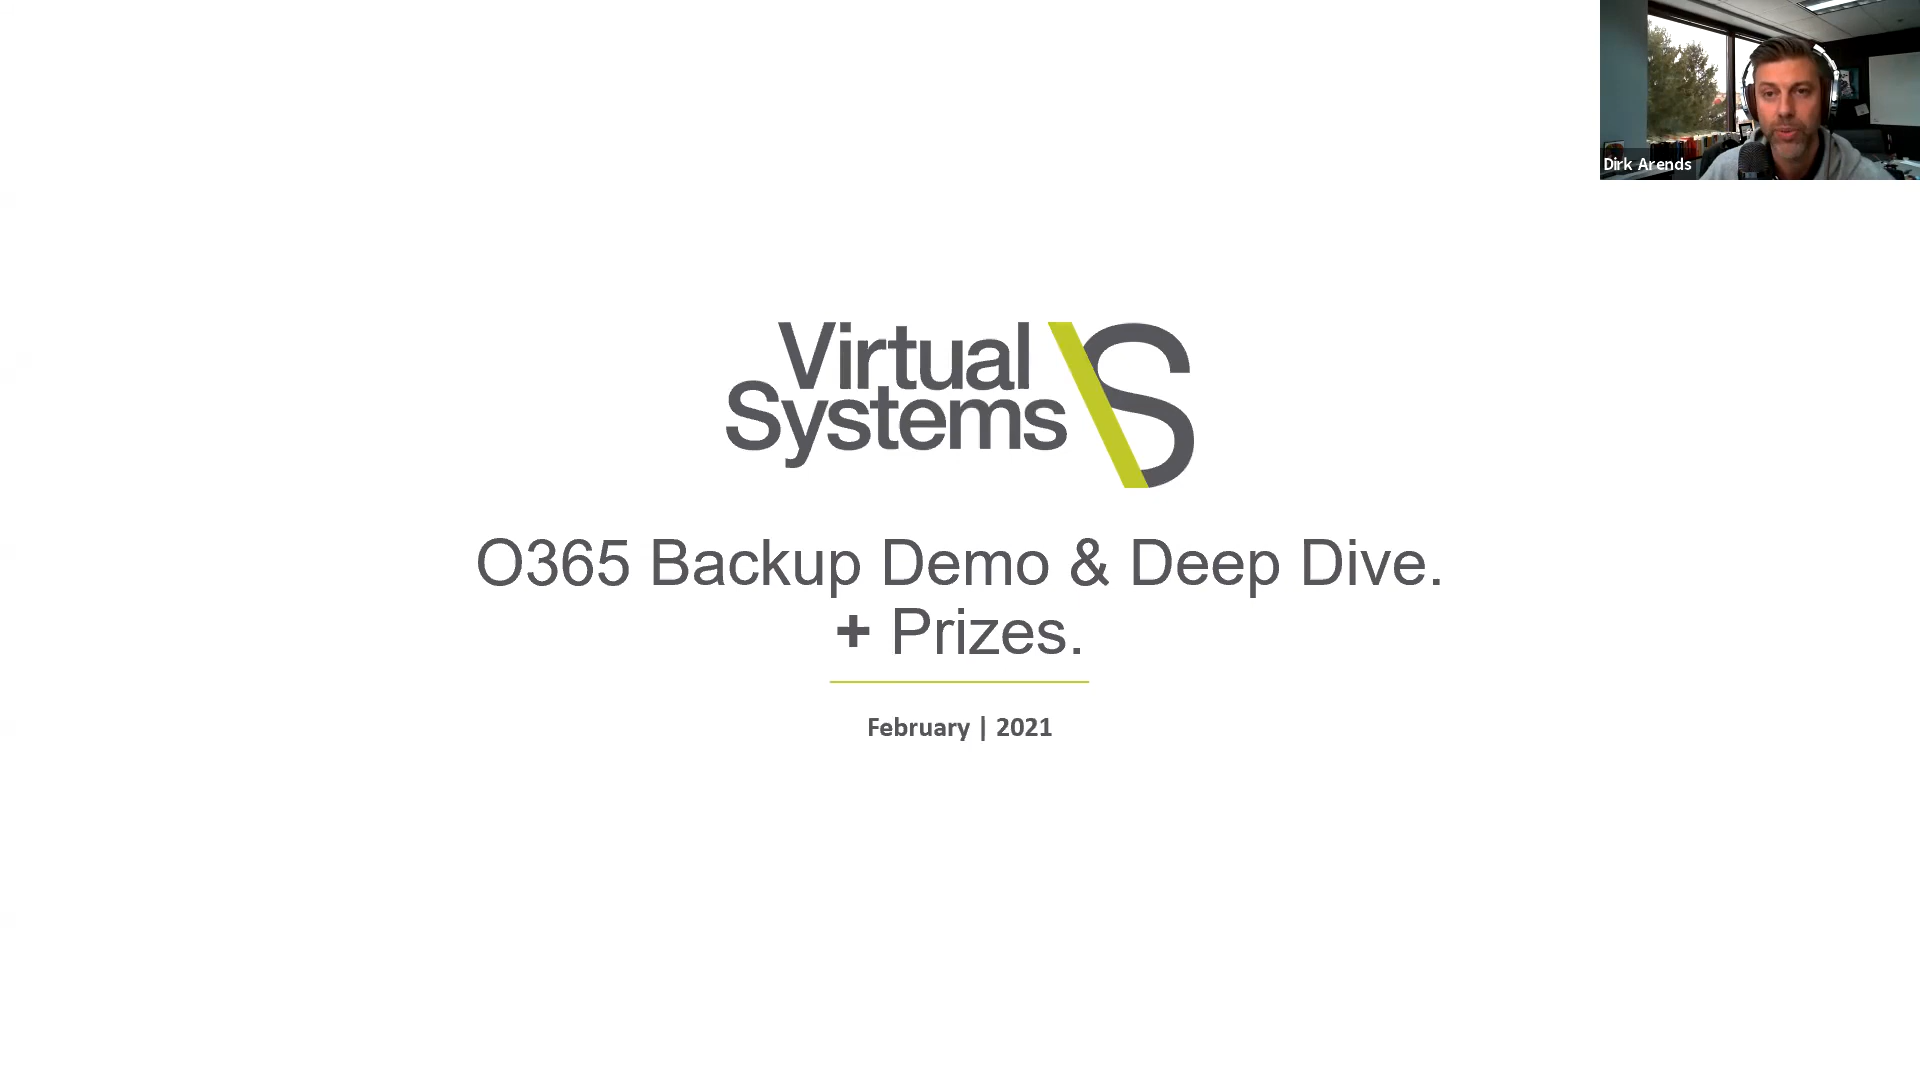 Dirk Arends
Virtual
Systems
O365 Backup Demo & Deep Dive.
+ Prizes.
February | 2021